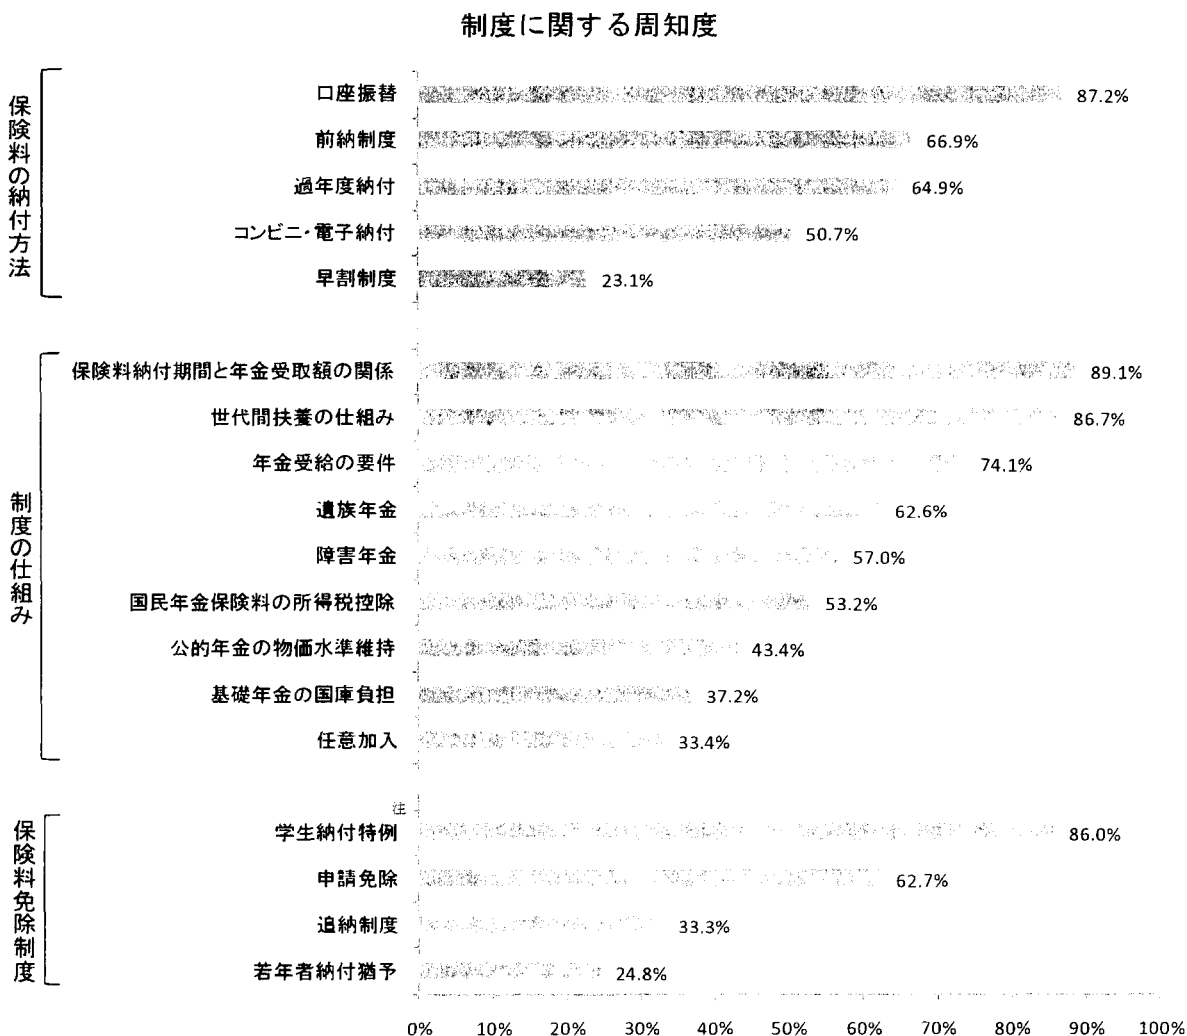 制度に関する周知度
保険料の納付方法
口座振替 87.2%
前納制度 66.9%
過年度納付 64.9%
コンビニ・電子納付 50.7%
早割制度 23.1%
制度の仕組み
保険料納付期間と年金受取額の関係 89.1%
世代間扶養の仕組み 86.7%
年金受給の要件 74.1%
遺族年金 62.6%
障害年金 57.0%
国民年金保険料の所得税控除 53.2%
公的年金の物価水準維持 43.4%
基礎年金の国庫負担 37.2%
任意加入 33.4%
保険料免除制度
注
学生納付特例 86.0%
申請免除 62.7%
追納制度 33.3%
若年者納付猶予 24.8%
0% 10% 20% 30% 40% 50% 60% 70% 80% 90% 100%